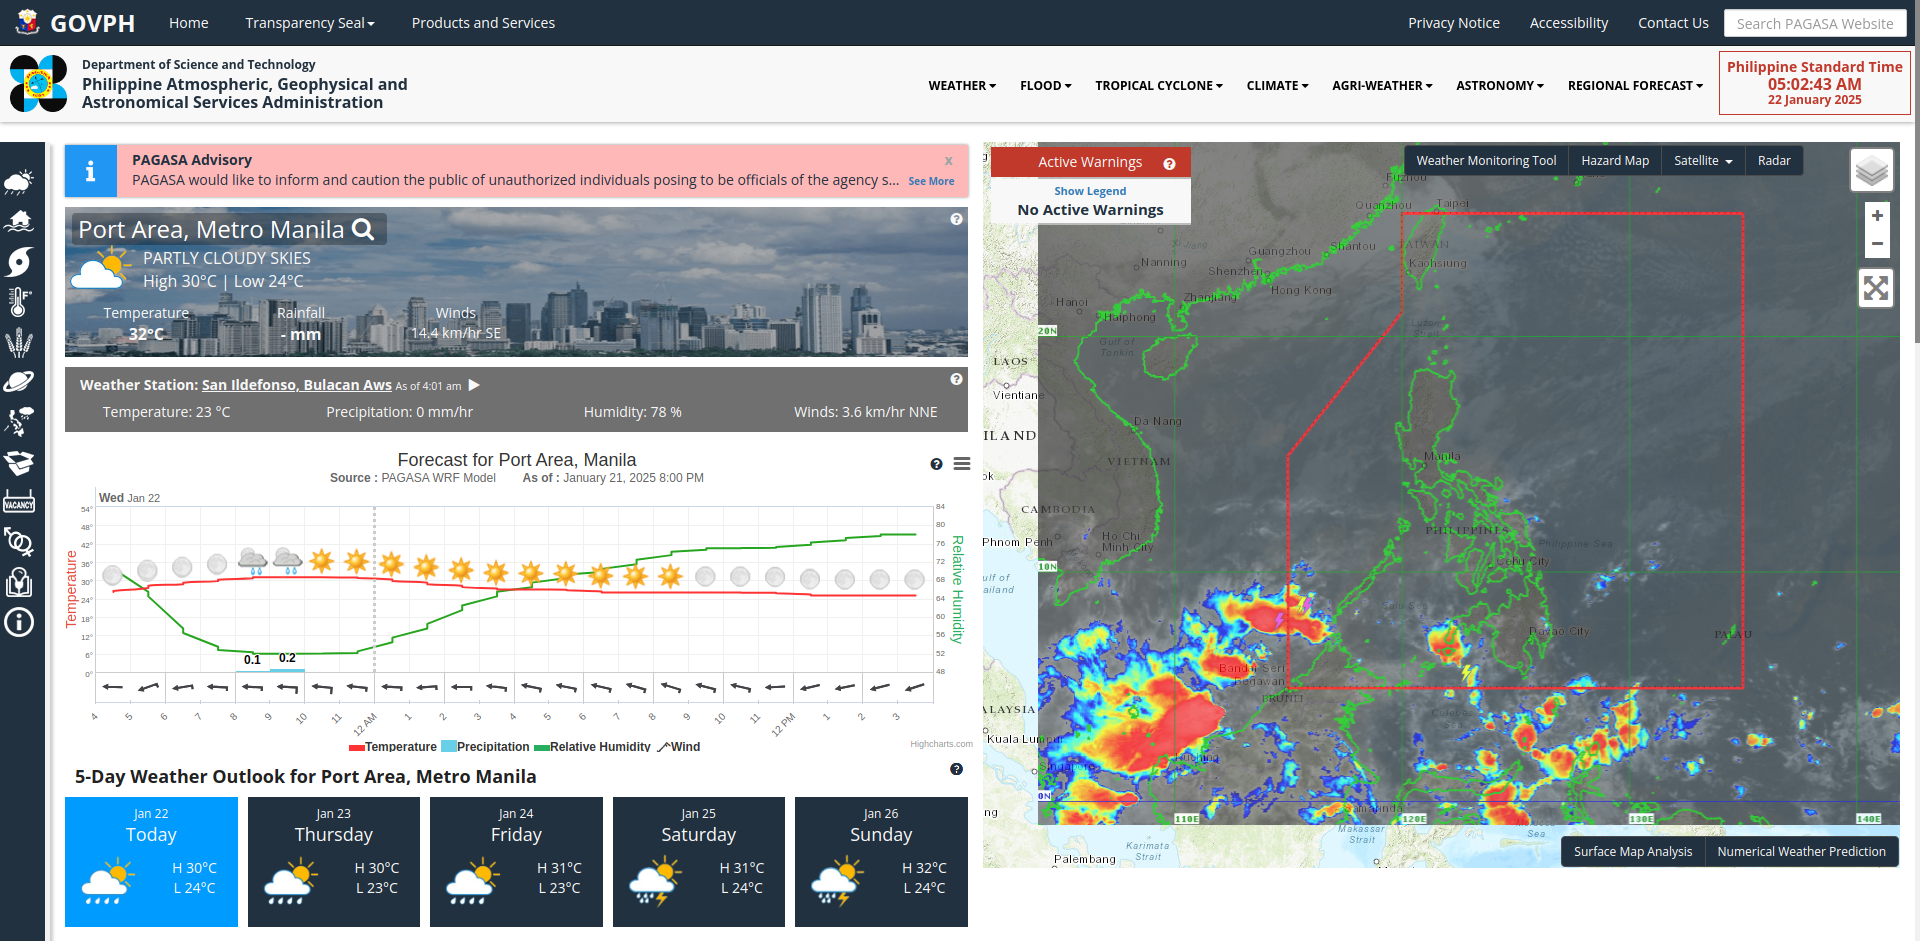 GOVPH
Home
Transparency Seal
Products and Services
Privacy Notice
Accessibility
Contact Us
Search PAGASA Website
Department of Science and Technology
Philippine Atmospheric, Geophysical and
Astronomical Services Administration
WEATHER
FLOOD
TROPICAL CYCLONE
CLIMATE
AGRI-WEATHER
ASTRONOMY
REGIONAL FORECAST
Philippine Standard Time
05:02:43 AM
22 January 2025
VACANCY
PAGASA Advisory
x
PAGASA would like to inform and caution the public of unauthorized individuals posing to be officials of the agency s...
See More
Port Area, Metro Manila
PARTLY CLOUDY SKIES
High 30°C | Low 24°C
Temperature
Rainfall
Winds
32°C
- mm
14.4 km/hr SE
Weather Station: San Ildefonso, Bulacan Aws As of 4:01 am
Temperature: 23 °C
Precipitation: 0 mm/hr
Humidity: 78 %
Winds: 3.6 km/hr NNE
Forecast for Port Area, Manila
Source : PAGASA WRF Model
As of : January 21, 2025 8:00 PM
Wed Jan 22
Temperature
54°
48°
42°
36°
30°
24°
18°
12°
6°
0°
84
80
76
72
68
64
60
56
52
48
Relative Humidity
0.1
0.2
4
5
6
7
8
9
10
11
12 AM
1
2
3
4
5
6
7
8
9
10
11
12 PM
1
2
3
Temperature
Precipitation
Relative Humidity
Wind
Highcharts.com
5-Day Weather Outlook for Port Area, Metro Manila
Jan 22
Today
H 30°C
L 24°C
Jan 23
Thursday
H 30°C
L 23°C
Jan 24
Friday
H 31°C
L 23°C
Jan 25
Saturday
H 31°C
L 24°C
Jan 26
Sunday
H 32°C
L 24°C
Active Warnings
Show Legend
No Active Warnings
Weather Monitoring Tool
Hazard Map
Satellite
Radar
+
−
Fuzhou
Quanzhou
Taipei
Guangzhou
Shantou
TAIWAN
Nanning
Shenzhen
Kaohsiung
Hong Kong
Hanoi
Zhanjiang
Haiphong
20N
Luzon
Strait
Gulf of
Tonkin
LAOS
Vientiane
Da Nang
ILAND
VIETNAM
Manila
ok
CAMBODIA
PHILIPPINES
Phnom Penh
Ho Chi
Minh City
Philippine Sea
Cebu City
10N
ulf of
ailand
Sulu Sea
Davao City
PALAU
Bandar Seri
Begawan
BRUNEI
ALAYSIA
Celebes
Sea
Kuala Lumpur
Kuching
Singapore
0N
ng
Samarinda
110E
120E
130E
140E
Makassar
Strait
Sea
Karimata
Strait
Palembang
Surface Map Analysis
Numerical Weather Prediction